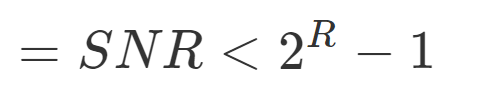 = SNR < 2^R − 1